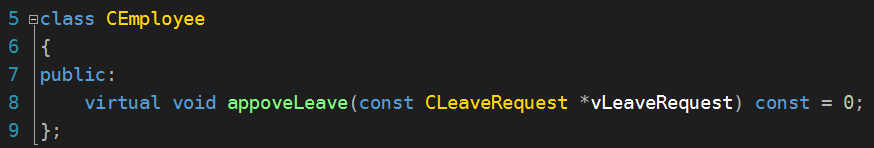 5 class CEmployee
6 {
7 public:
8 virtual void appoveLeave(const CLeaveRequest *vLeaveRequest) const = 0;
9 };